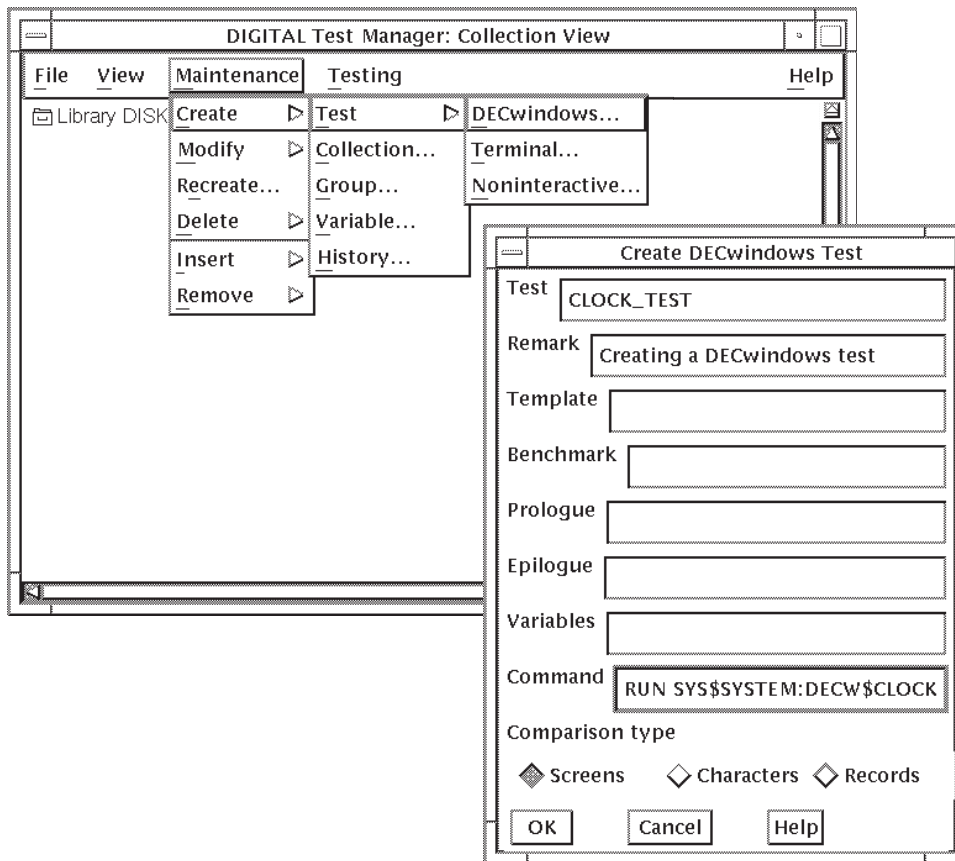 DIGITAL Test Manager: Collection View
File View Maintenance Testing Help
Library DISK
Create Test DECwindows...
Modify Collection... Terminal...
Recreate... Group... Noninteractive...
Delete Variable...
Insert History...
Remove
Create DECwindows Test
Test CLOCK_TEST
Remark Creating a DECwindows test
Template
Benchmark
Prologue
Epilogue
Variables
Command RUN SYS$SYSTEM:DECW$CLOCK
Comparison type
Screens Characters Records
OK Cancel Help